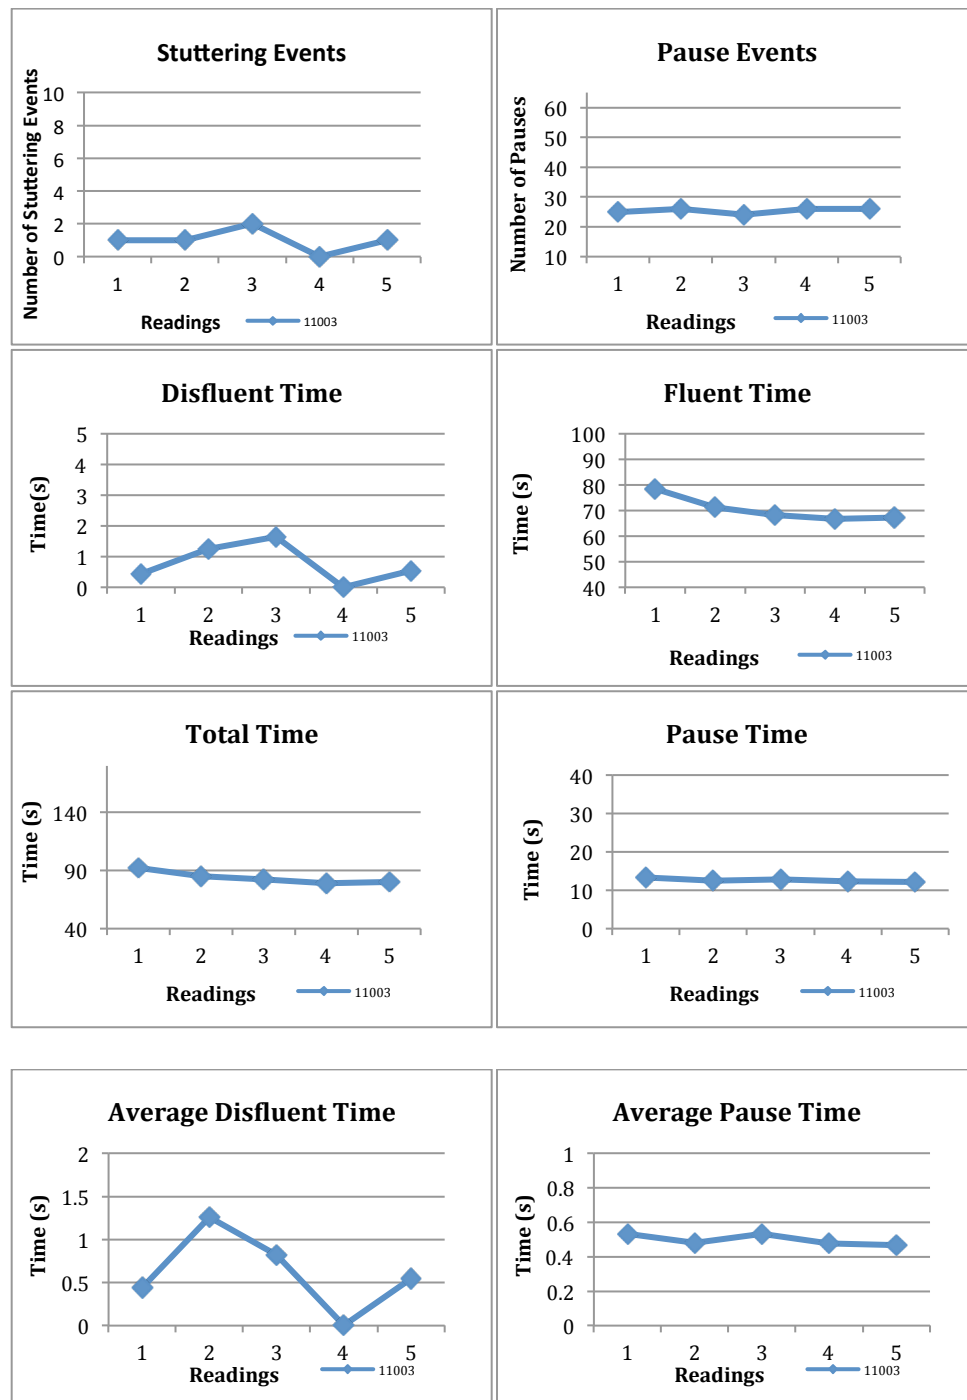 Stuttering Events
Number of Stuttering Events
10
8
6
4
2
0
1 2 3 4 5
Readings 11003
Pause Events
Number of Pauses
60
50
40
30
20
10
1 2 3 4 5
Readings 11003
Disfluent Time
Time(s)
5
4
3
2
1
0
1 2 3 4 5
Readings 11003
Fluent Time
Time (s)
100
90
80
70
60
50
40
1 2 3 4 5
Readings 11003
Total Time
Time (s)
140
90
40
1 2 3 4 5
Readings 11003
Pause Time
Time (s)
40
30
20
10
0
1 2 3 4 5
Readings 11003
Average Disfluent Time
Time (s)
2
1.5
1
0.5
0
1 2 3 4 5
Readings 11003
Average Pause Time
Time (s)
1
0.8
0.6
0.4
0.2
0
1 2 3 4 5
Readings 11003